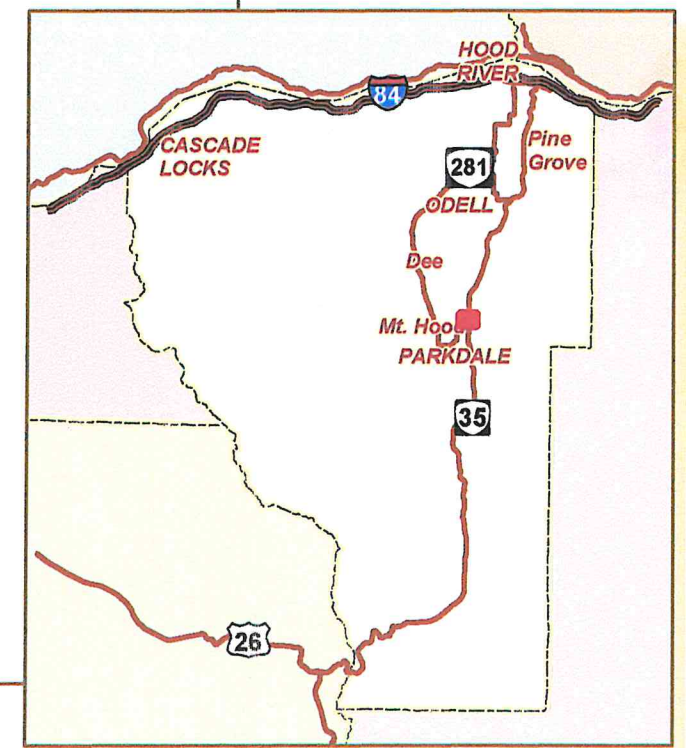 HOOD
RIVER
84
CASCADE
LOCKS
Pine
Grove
281
ODELL
Dee
Mt. Hood
PARKDALE
35
26